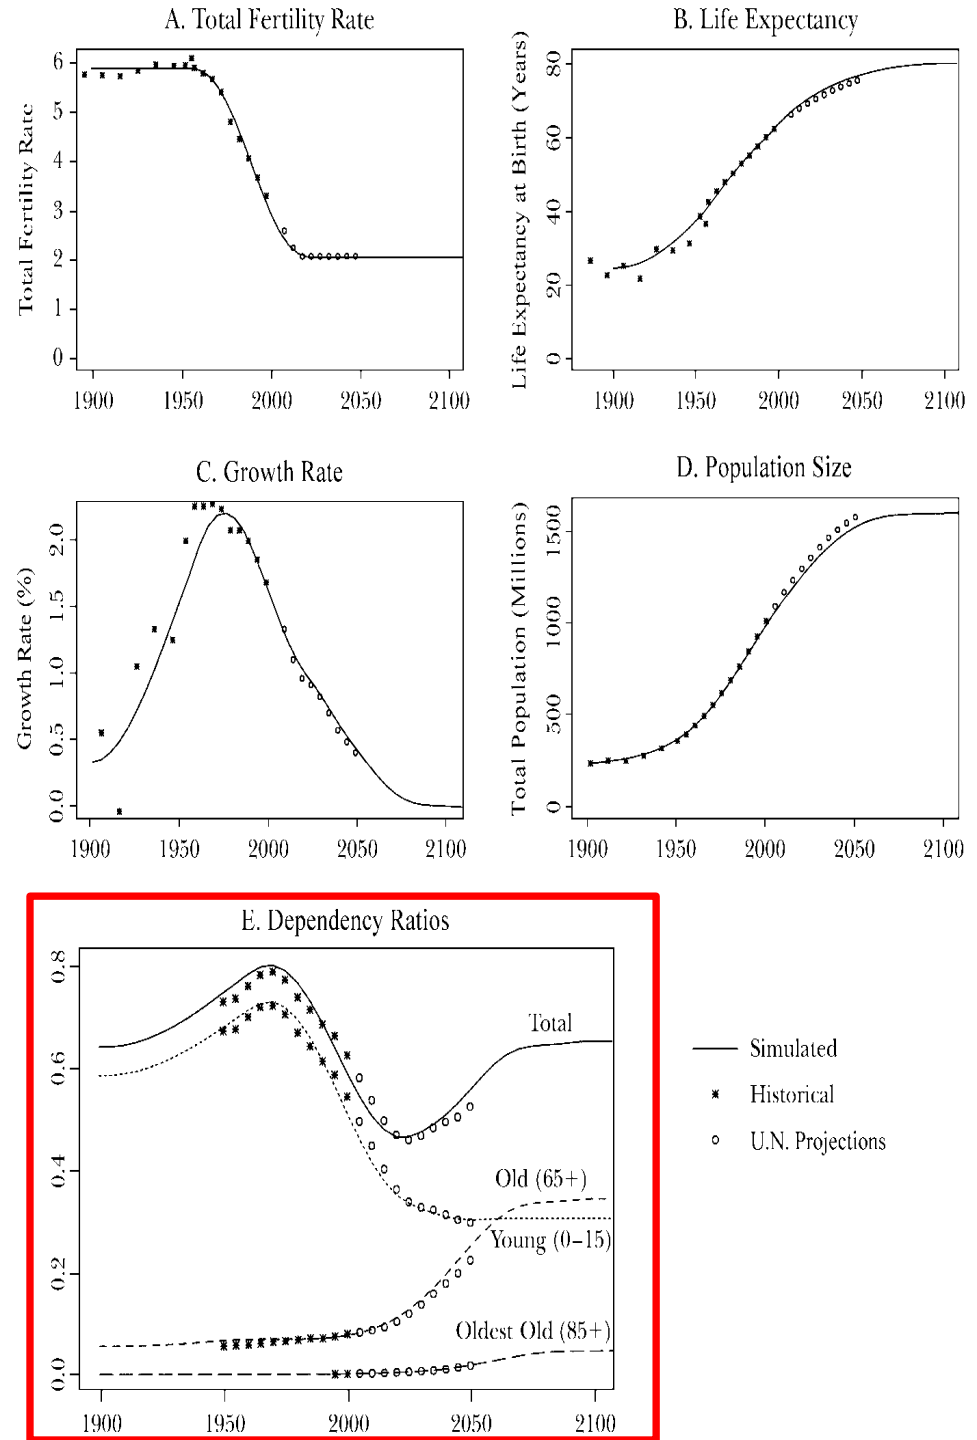 A. Total Fertility Rate
Total Fertility Rate
6
5
4
3
2
1
0
1900 1950 2000 2050 2100
B. Life Expectancy
Life Expectancy at Birth (Years)
80
60
40
20
0
1900 1950 2000 2050 2100
C. Growth Rate
Growth Rate (%)
2.0
1.5
1.0
0.5
0.0
1900 1950 2000 2050 2100
D. Population Size
Total Population (Millions)
1500
1000
500
0
1900 1950 2000 2050 2100
E. Dependency Ratios
0.8
0.6
0.4
0.2
0.0
Total
Old (65+)
Young (0–15)
Oldest Old (85+)
1900 1950 2000 2050 2100
Simulated
Historical
U.N. Projections